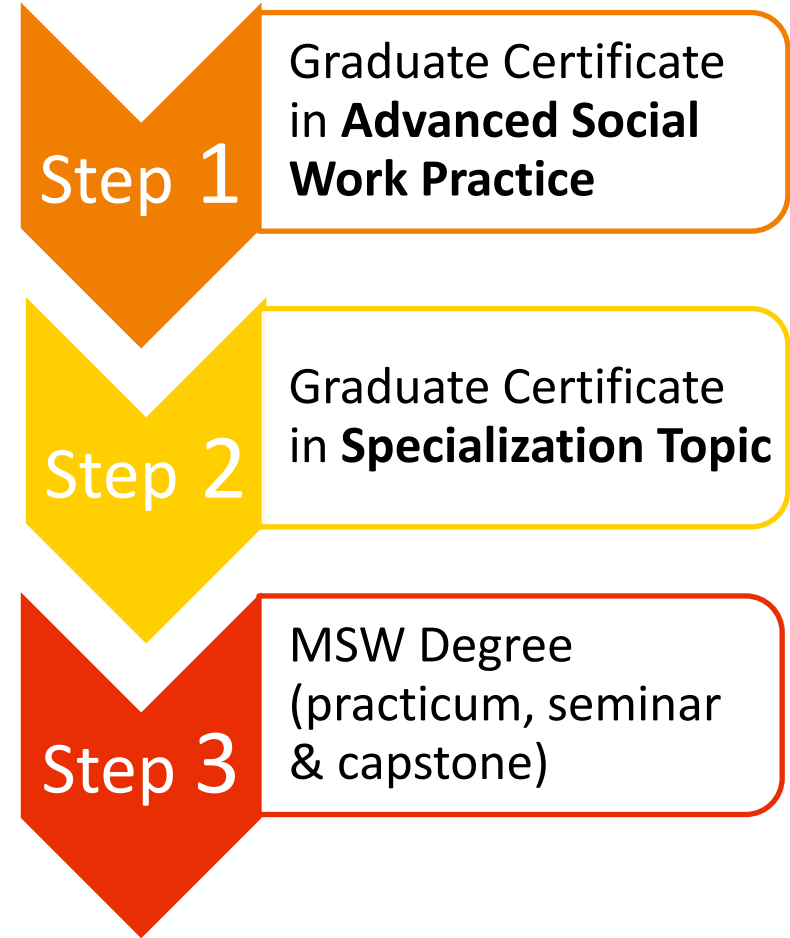 Step 1
Graduate Certificate
in Advanced Social
Work Practice
Step 2
Graduate Certificate
in Specialization Topic
Step 3
MSW Degree
(practicum, seminar
& capstone)